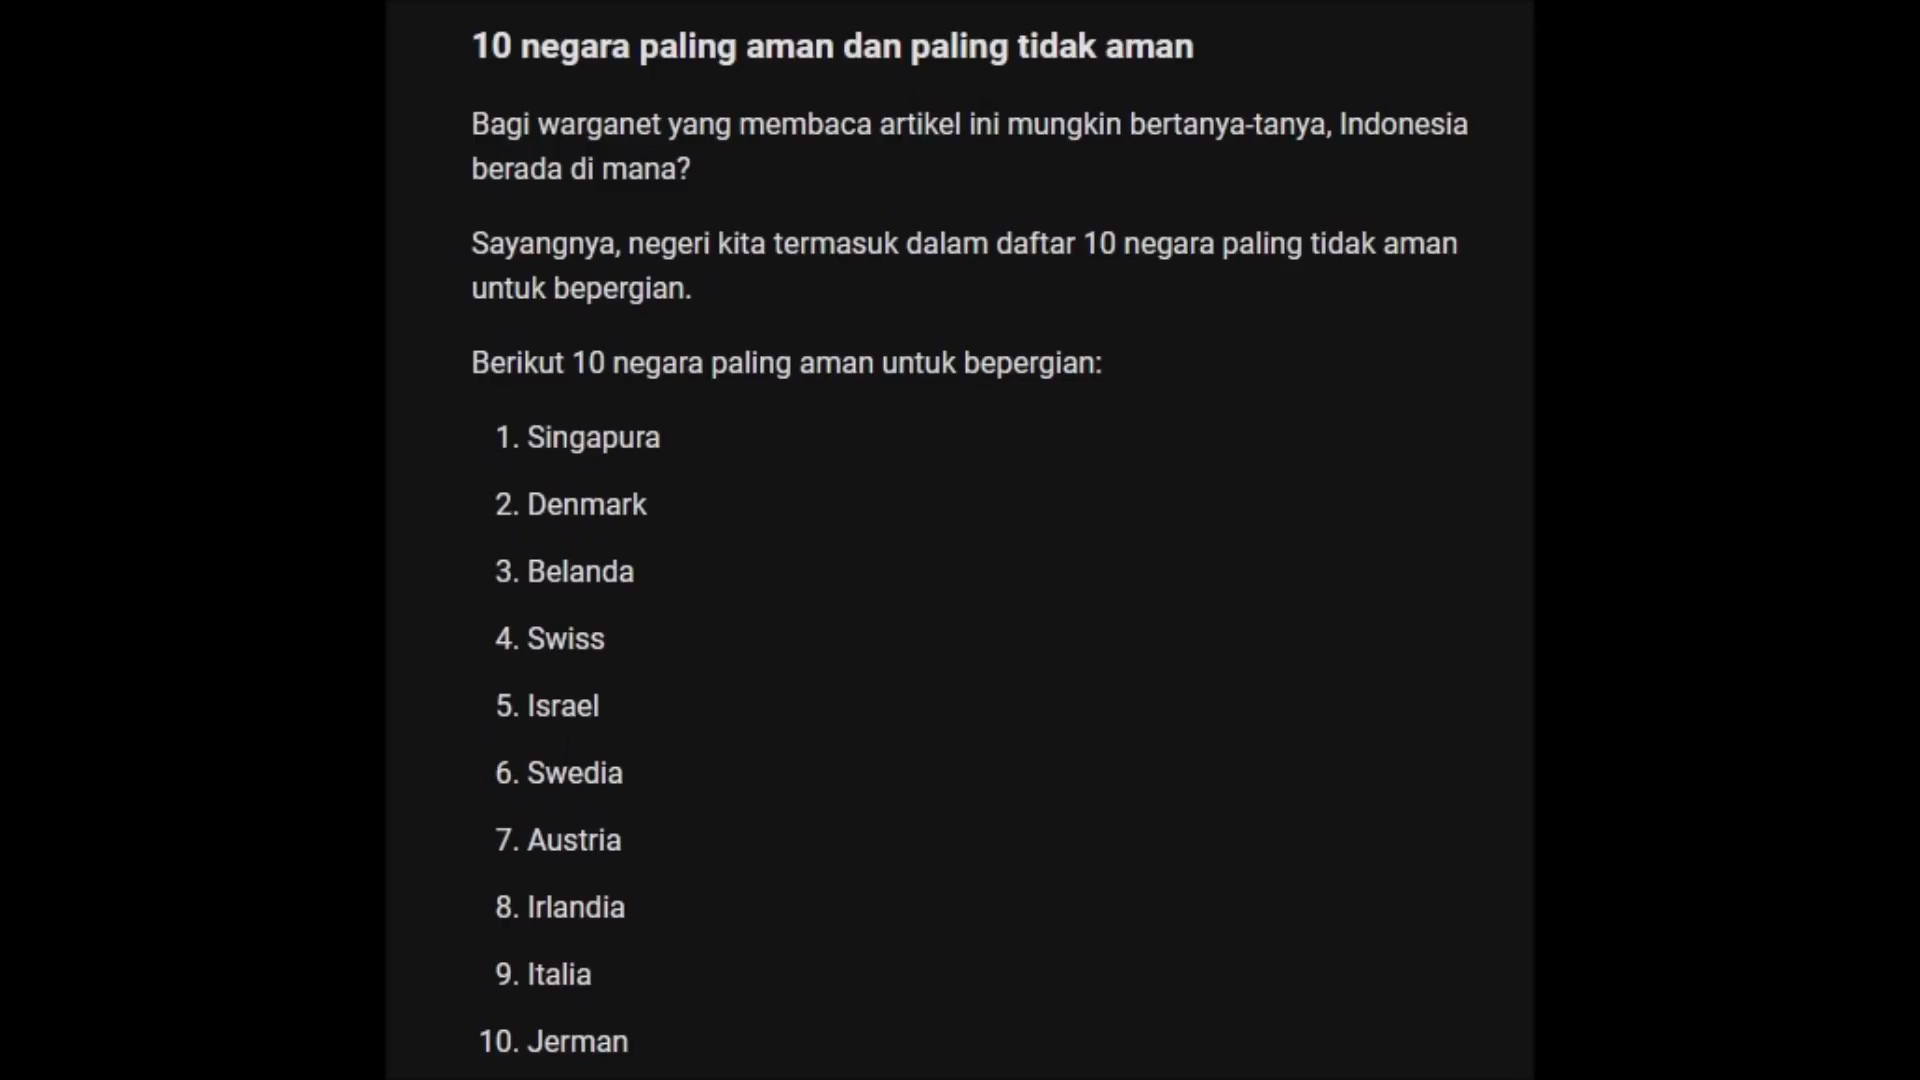 10 negara paling aman dan paling tidak aman
Bagi warganet yang membaca artikel ini mungkin bertanya-tanya, Indonesia
berada di mana?
Sayangnya, negeri kita termasuk dalam daftar 10 negara paling tidak aman
untuk bepergian.
Berikut 10 negara paling aman untuk bepergian:
1. Singapura
2. Denmark
3. Belanda
4. Swiss
5. Israel
6. Swedia
7. Austria
8. Irlandia
9. Italia
10. Jerman